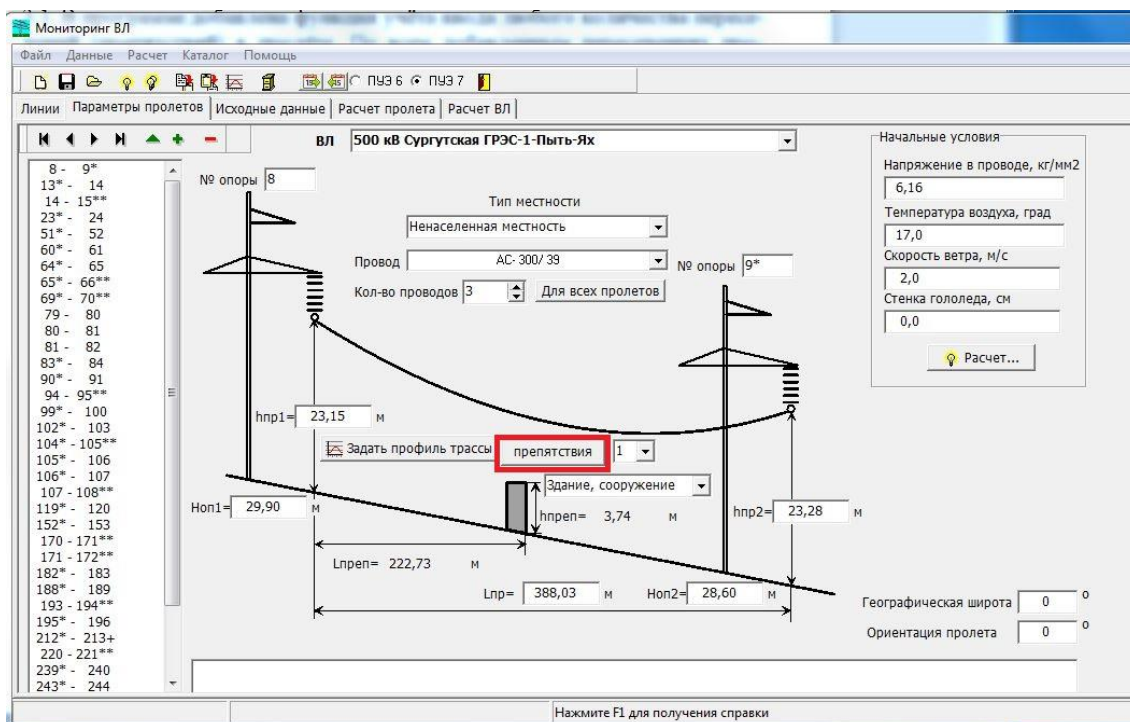 Мониторинг ВЛ
Файл Данные Расчет Каталог Помощь
ПУЭ 6 ПУЭ 7
Линии Параметры пролетов Исходные данные Расчет пролета Расчет ВЛ
ВЛ 500 кВ Сургутская ГРЭС-1-Пыть-Ях
8 - 9*
13* - 14
14 - 15**
23* - 24
51* - 52
60* - 61
64* - 65
65* - 66**
69* - 70**
79 - 80
80 - 81
81 - 82
83* - 84
90* - 91
94 - 95**
99* - 100
102* - 103
104* - 105**
105* - 106
106* - 107
107 - 108**
119* - 120
152* - 153
170 - 171**
171 - 172**
182* - 183
188* - 189
193 - 194**
195* - 196
212* - 213+
220 - 221**
239* - 240
243* - 244
№ опоры 8
Тип местности
Ненаселенная местность
Провод АС- 300/ 39
№ опоры 9*
Кол-во проводов 3 Для всех пролетов
hпр1= 23,15 м
Задать профиль трассы препятствия 1
Здание, сооружение
Hоп1= 29,90 м
hпреп= 3,74 м
hпр2= 23,28 м
Lпреп= 222,73 м
Lпр= 388,03 м Hоп2= 28,60 м
Начальные условия
Напряжение в проводе, кг/мм2
6,16
Температура воздуха, град
17,0
Скорость ветра, м/с
2,0
Стенка гололеда, см
0,0
Расчет...
Географическая широта 0 °
Ориентация пролета 0 °
Нажмите F1 для получения справки